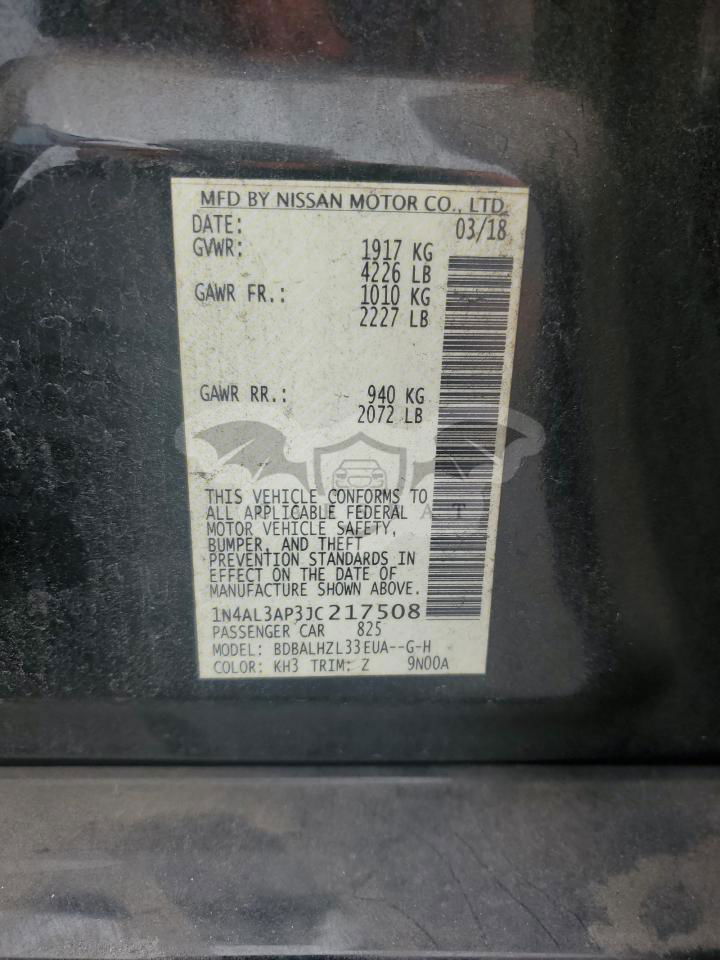 MFD BY NISSAN MOTOR CO., LTD.
DATE: 03/18
GVWR: 1917 KG
4226 LB
GAWR FR.: 1010 KG
2227 LB
GAWR RR.: 940 KG
2072 LB
THIS VEHICLE CONFORMS TO
ALL APPLICABLE FEDERAL
MOTOR VEHICLE SAFETY,
BUMPER, AND THEFT
PREVENTION STANDARDS IN
EFFECT ON THE DATE OF
MANUFACTURE SHOWN ABOVE.
1N4AL3AP3JC217508
PASSENGER CAR 825
MODEL: BDBALHZL33EUA--G-H
COLOR: KH3 TRIM: Z 9N00A